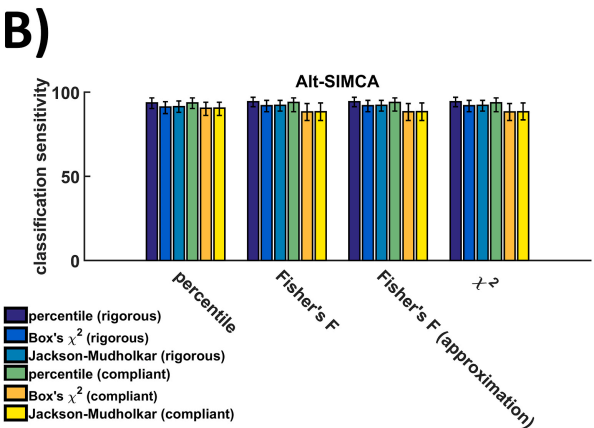 B)
Alt-SIMCA
classification sensitivity
100
50
0
percentile
Fisher's F
Fisher's F (approximation)
χ²
percentile (rigorous)
Box's χ² (rigorous)
Jackson-Mudholkar (rigorous)
percentile (compliant)
Box's χ² (compliant)
Jackson-Mudholkar (compliant)